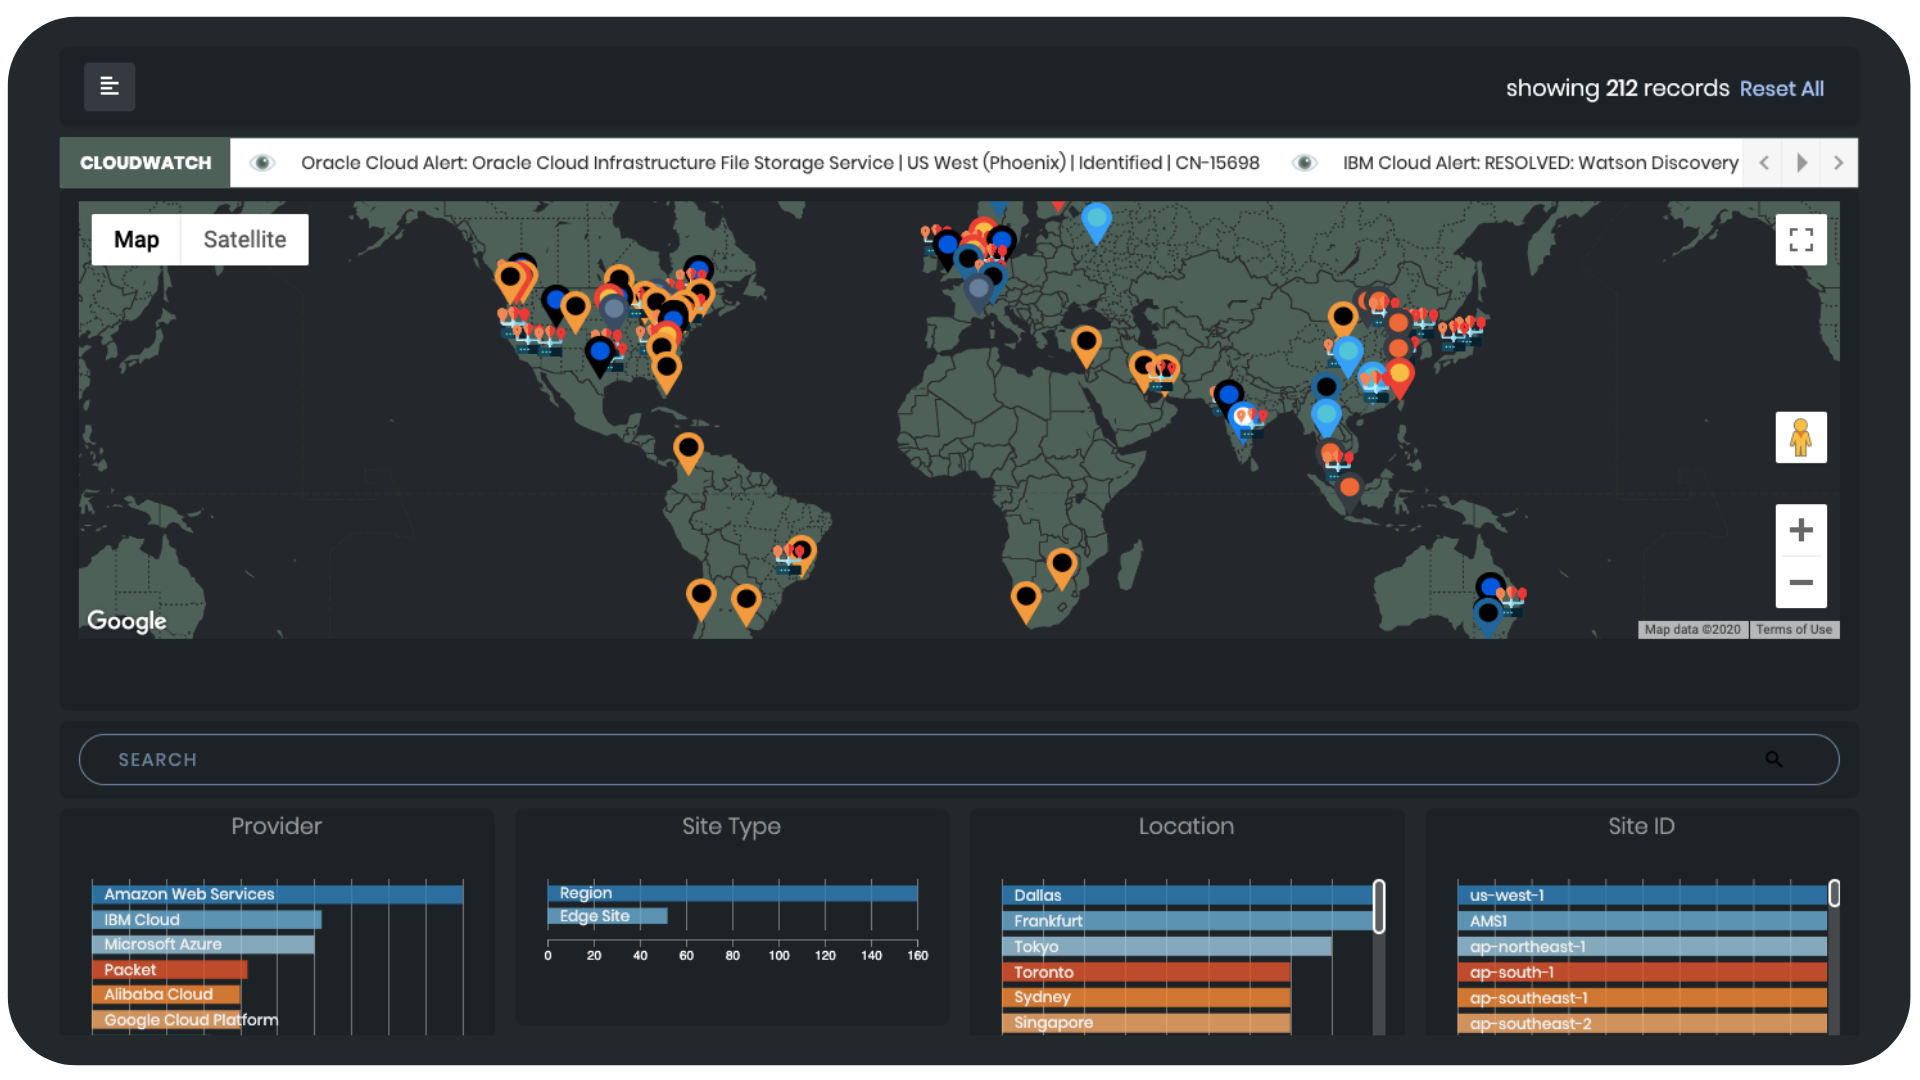 showing 212 records Reset All
CLOUDWATCH Oracle Cloud Alert: Oracle Cloud Infrastructure File Storage Service | US West (Phoenix) | Identified | CN-15698 IBM Cloud Alert: RESOLVED: Watson Discovery
Map Satellite
Google
Map data ©2020 Terms of Use
SEARCH
Provider
Amazon Web Services
IBM Cloud
Microsoft Azure
Packet
Alibaba Cloud
Google Cloud Platform
Site Type
Region
Edge Site
0 20 40 60 80 100 120 140 160
Location
Dallas
Frankfurt
Tokyo
Toronto
Sydney
Singapore
Site ID
us-west-1
AMS1
ap-northeast-1
ap-south-1
ap-southeast-1
ap-southeast-2